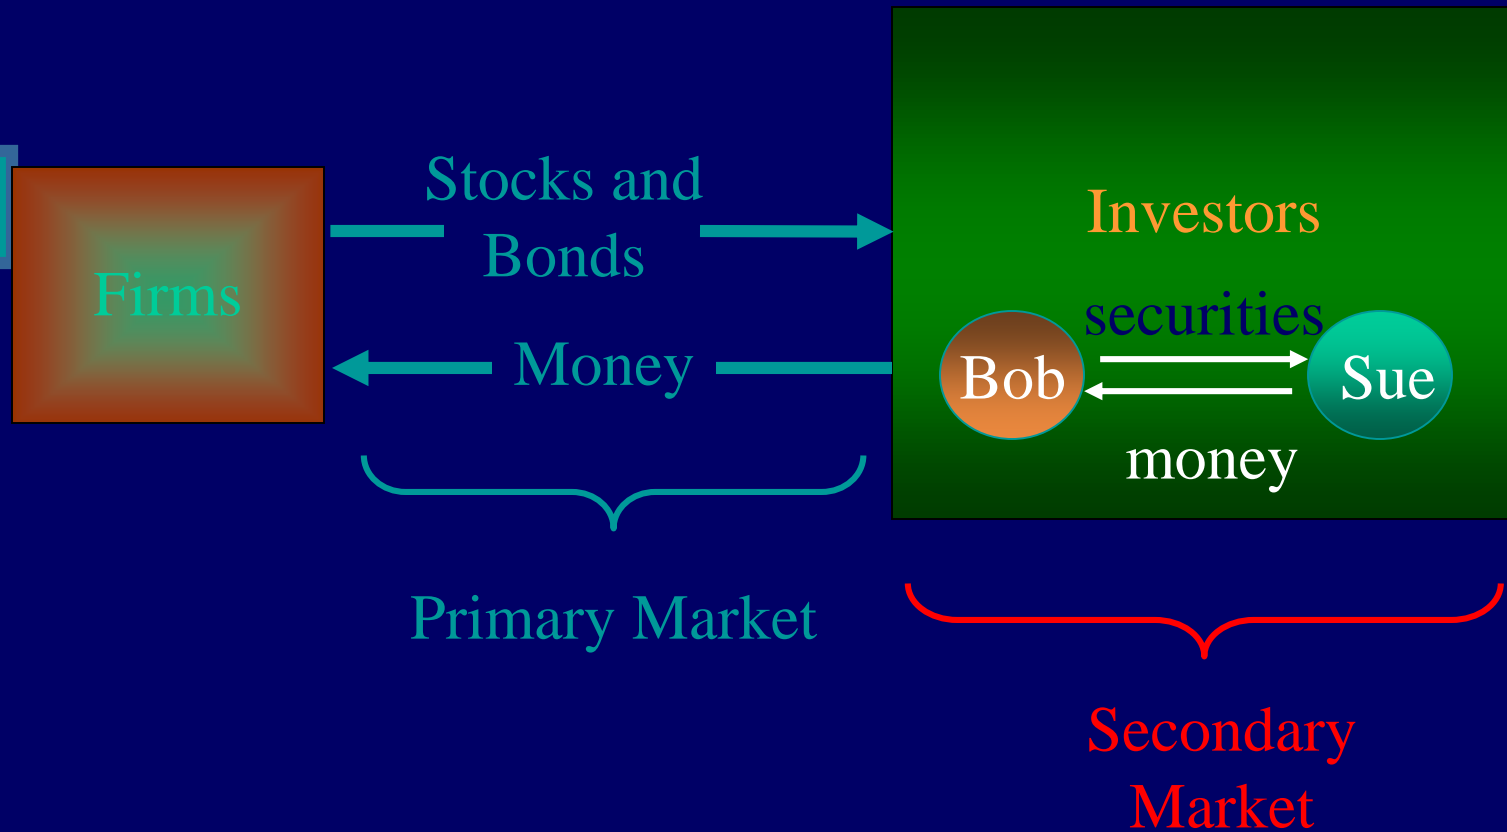 Stocks and
Bonds
Investors
Firms
securities
Money
Bob
Sue
money
Primary Market
Secondary
Market